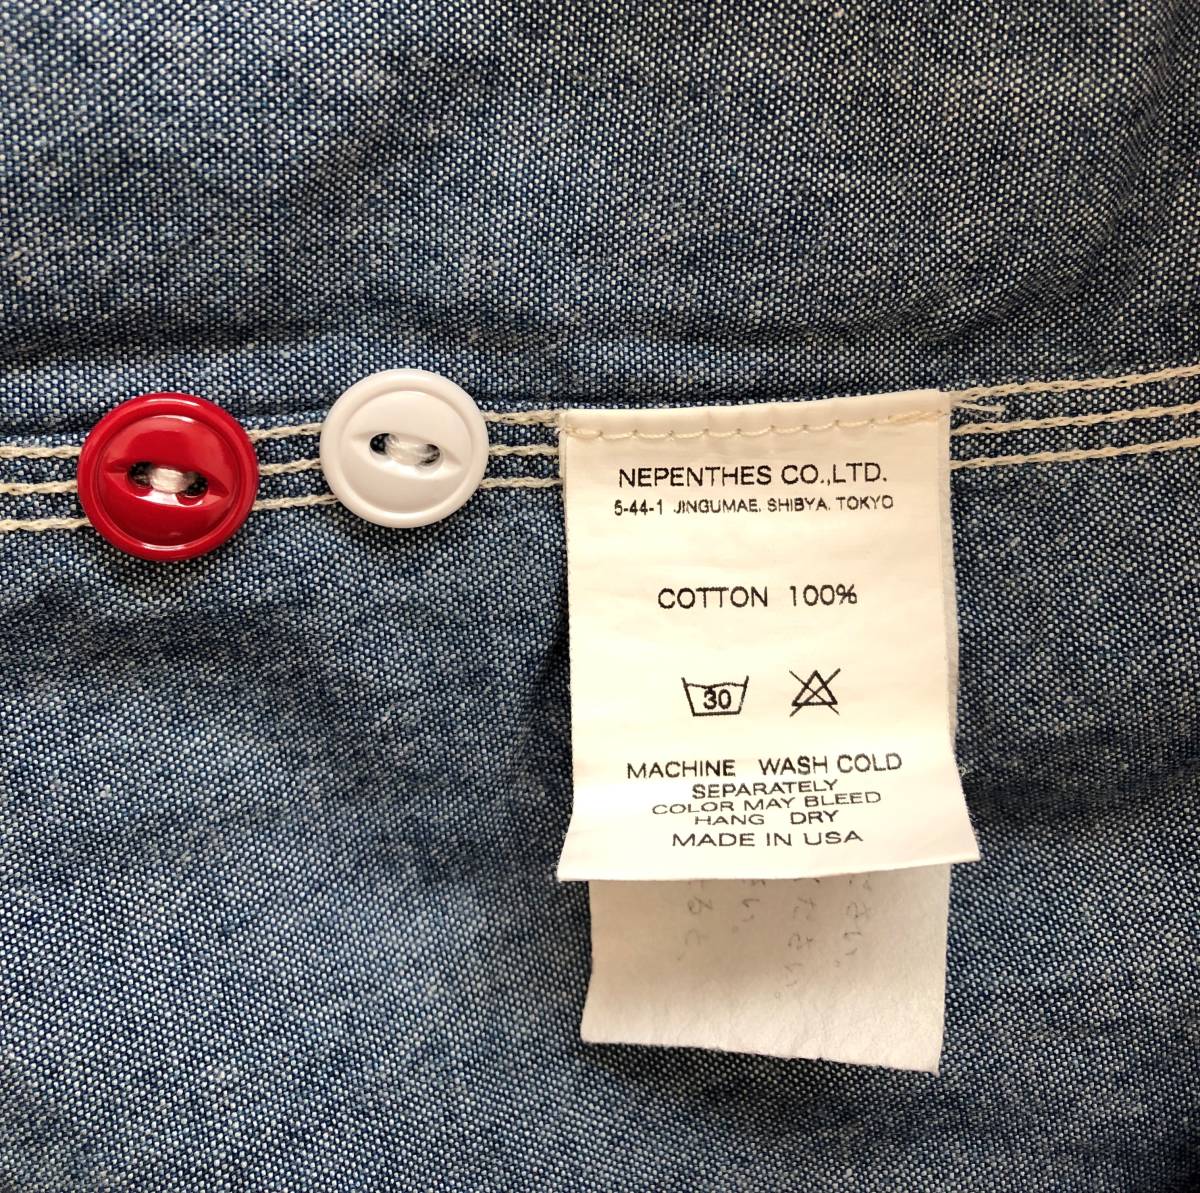 NEPENTHES CO.,LTD.
5-44-1 JINGUMAE. SHIBYA. TOKYO
COTTON 100%
30
MACHINE WASH COLD
SEPARATELY
COLOR MAY BLEED
HANG DRY
MADE IN USA